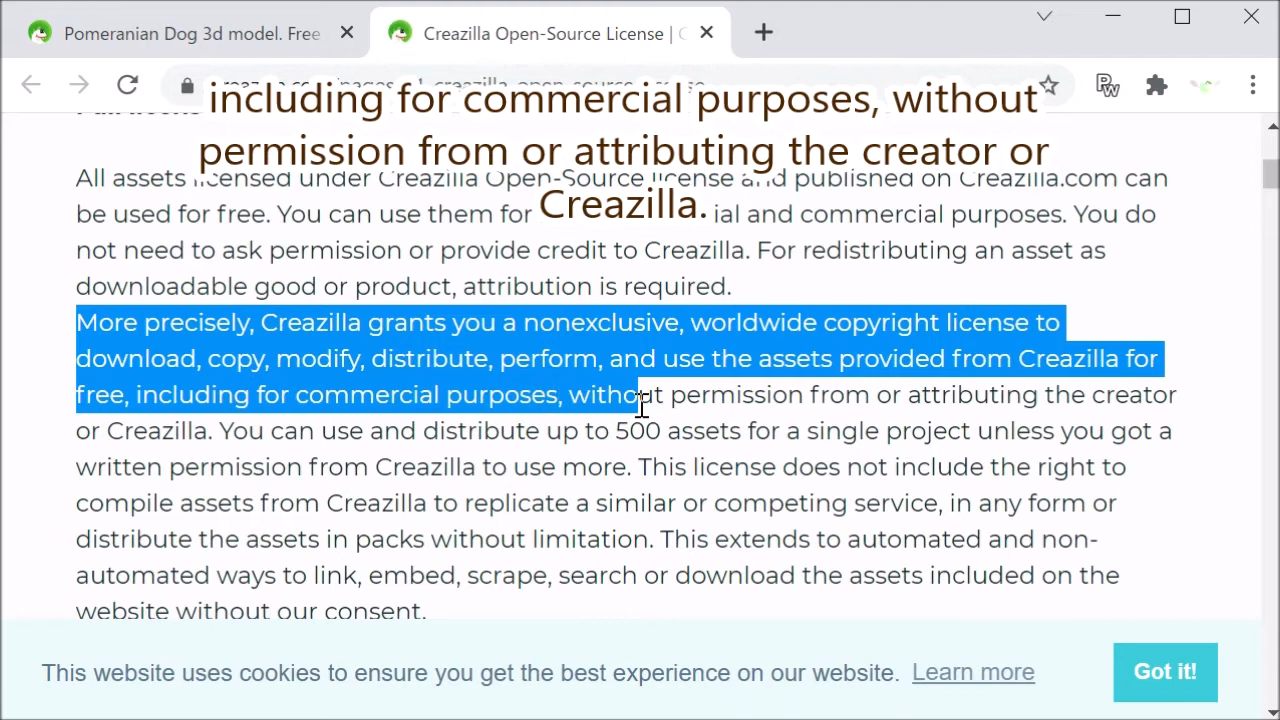 Pomeranian Dog 3d model. Free
Creazilla Open-Source License | C
including for commercial purposes, without
permission from or attributing the creator or
Creazilla.
All assets licensed under Creazilla Open-Source license and published on Creazilla.com can
be used for free. You can use them for ial and commercial purposes. You do
not need to ask permission or provide credit to Creazilla. For redistributing an asset as
downloadable good or product, attribution is required.
More precisely, Creazilla grants you a nonexclusive, worldwide copyright license to
download, copy, modify, distribute, perform, and use the assets provided from Creazilla for
free, including for commercial purposes, without permission from or attributing the creator
or Creazilla. You can use and distribute up to 500 assets for a single project unless you got a
written permission from Creazilla to use more. This license does not include the right to
compile assets from Creazilla to replicate a similar or competing service, in any form or
distribute the assets in packs without limitation. This extends to automated and non-
automated ways to link, embed, scrape, search or download the assets included on the
website without our consent.
This website uses cookies to ensure you get the best experience on our website. Learn more
Got it!